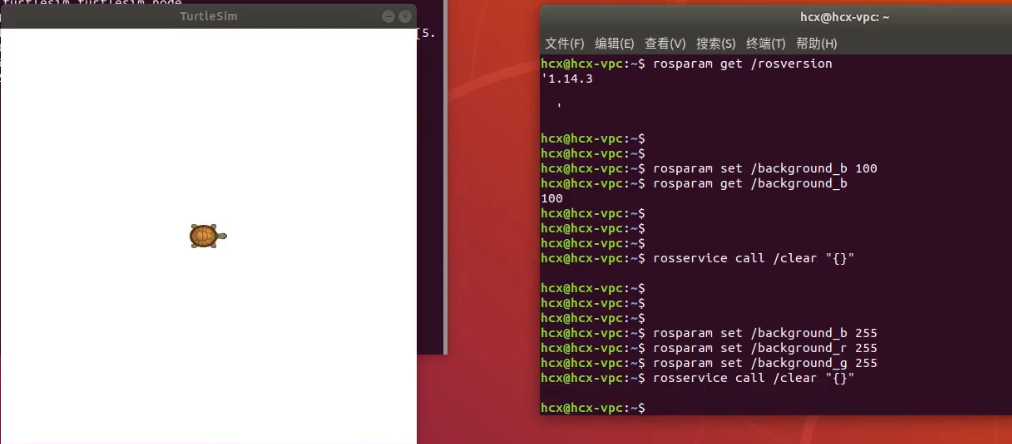 turtlesim turtlesim_node
TurtleSim
[5.
hcx@hcx-vpc: ~
文件(F) 编辑(E) 查看(V) 搜索(S) 终端(T) 帮助(H)
hcx@hcx-vpc:~$ rosparam get /rosversion
'1.14.3
'
hcx@hcx-vpc:~$
hcx@hcx-vpc:~$
hcx@hcx-vpc:~$ rosparam set /background_b 100
hcx@hcx-vpc:~$ rosparam get /background_b
100
hcx@hcx-vpc:~$
hcx@hcx-vpc:~$
hcx@hcx-vpc:~$
hcx@hcx-vpc:~$ rosservice call /clear "{}"
hcx@hcx-vpc:~$
hcx@hcx-vpc:~$
hcx@hcx-vpc:~$
hcx@hcx-vpc:~$ rosparam set /background_b 255
hcx@hcx-vpc:~$ rosparam set /background_r 255
hcx@hcx-vpc:~$ rosparam set /background_g 255
hcx@hcx-vpc:~$ rosservice call /clear "{}"
hcx@hcx-vpc:~$